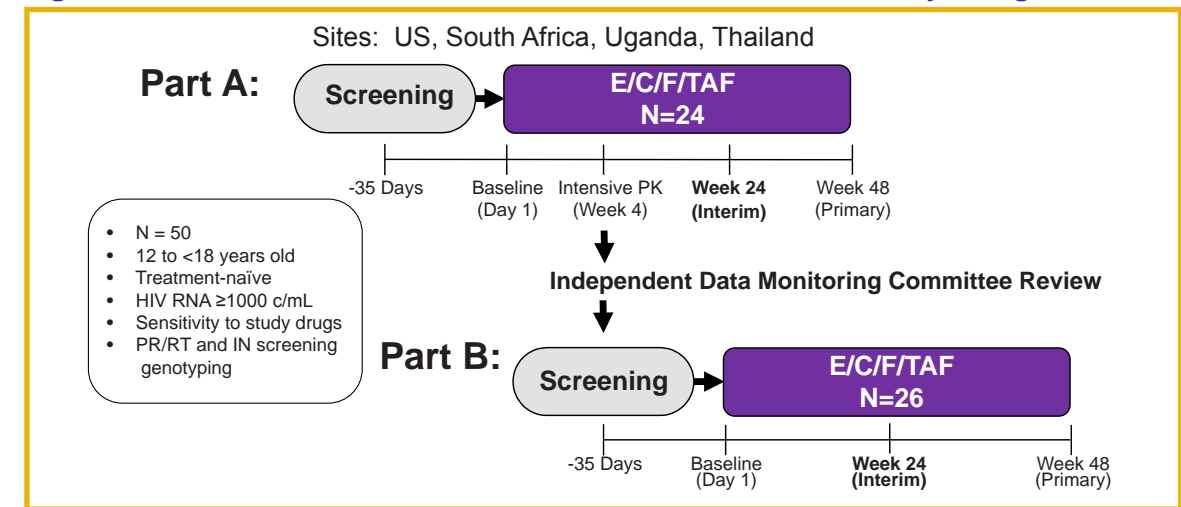 Sites: US, South Africa, Uganda, Thailand
Part A:
Screening
E/C/F/TAF
N=24
-35 Days
Baseline
(Day 1)
Intensive PK
(Week 4)
Week 24
(Interim)
Week 48
(Primary)
• N = 50
• 12 to <18 years old
• Treatment-naïve
• HIV RNA ≥1000 c/mL
• Sensitivity to study drugs
• PR/RT and IN screening
genotyping
Independent Data Monitoring Committee Review
Part B:
Screening
E/C/F/TAF
N=26
-35 Days
Baseline
(Day 1)
Week 24
(Interim)
Week 48
(Primary)